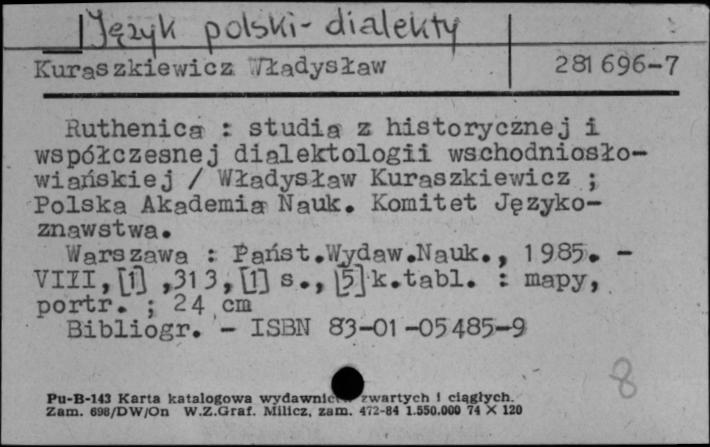 Język polski - dialekty
Kuraszkiewicz Władysław 281 696-7
Ruthenica : studia z historycznej i
współczesnej dialektologii wschodniosło-
wiańskiej / Władysław Kuraszkiewicz ;
Polska Akademia Nauk. Komitet Języko-
znawstwa.
Warszawa : Państ.Wydaw.Nauk., 1985. -
VIII,[1] ,313,[1] s., [5] k.tabl. : mapy,
portr. ; 24 cm
Bibliogr. - ISBN 83-01-05485-9
8
Pu-B-143 Karta katalogowa wydawnictw zwartych i ciągłych.
Zam. 698/DW/On W.Z.Graf. Milicz, zam. 472-84 1.550.000 74 X 120